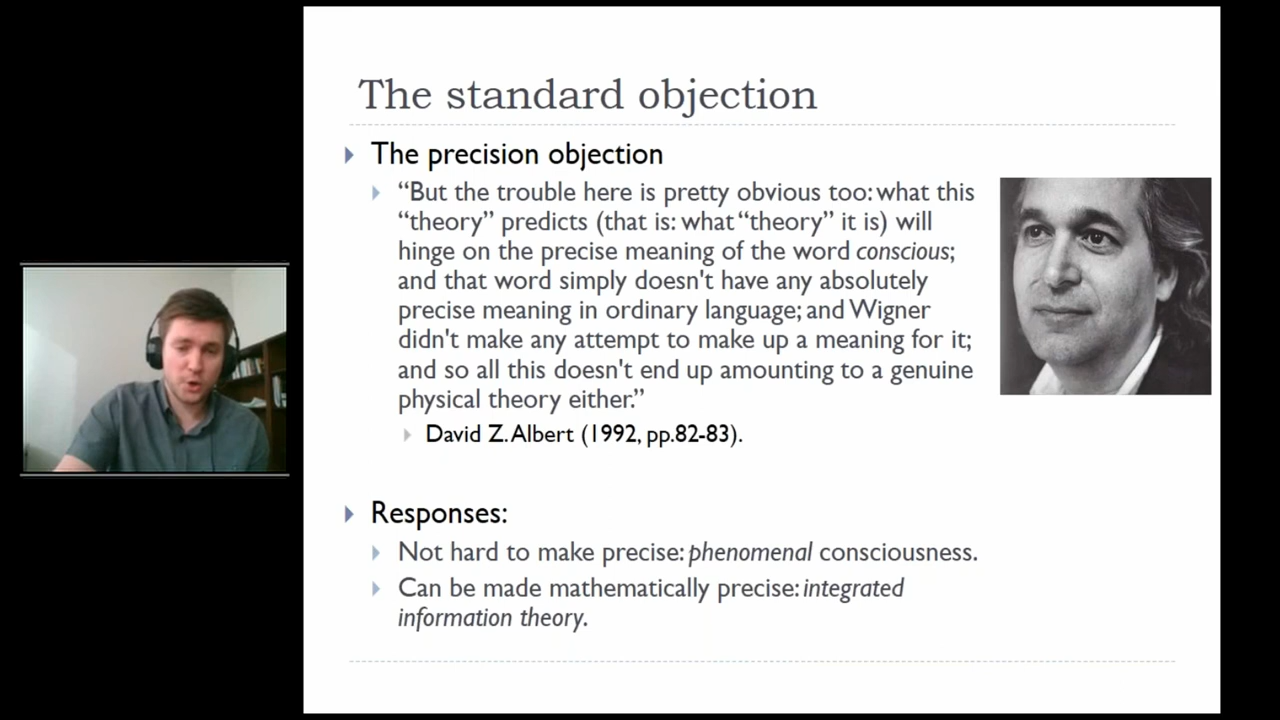 The standard objection
The precision objection
“But the trouble here is pretty obvious too: what this
“theory” predicts (that is: what “theory” it is) will
hinge on the precise meaning of the word conscious;
and that word simply doesn't have any absolutely
precise meaning in ordinary language; and Wigner
didn't make any attempt to make up a meaning for it;
and so all this doesn't end up amounting to a genuine
physical theory either.”
David Z. Albert (1992, pp.82-83).
Responses:
Not hard to make precise: phenomenal consciousness.
Can be made mathematically precise: integrated
information theory.